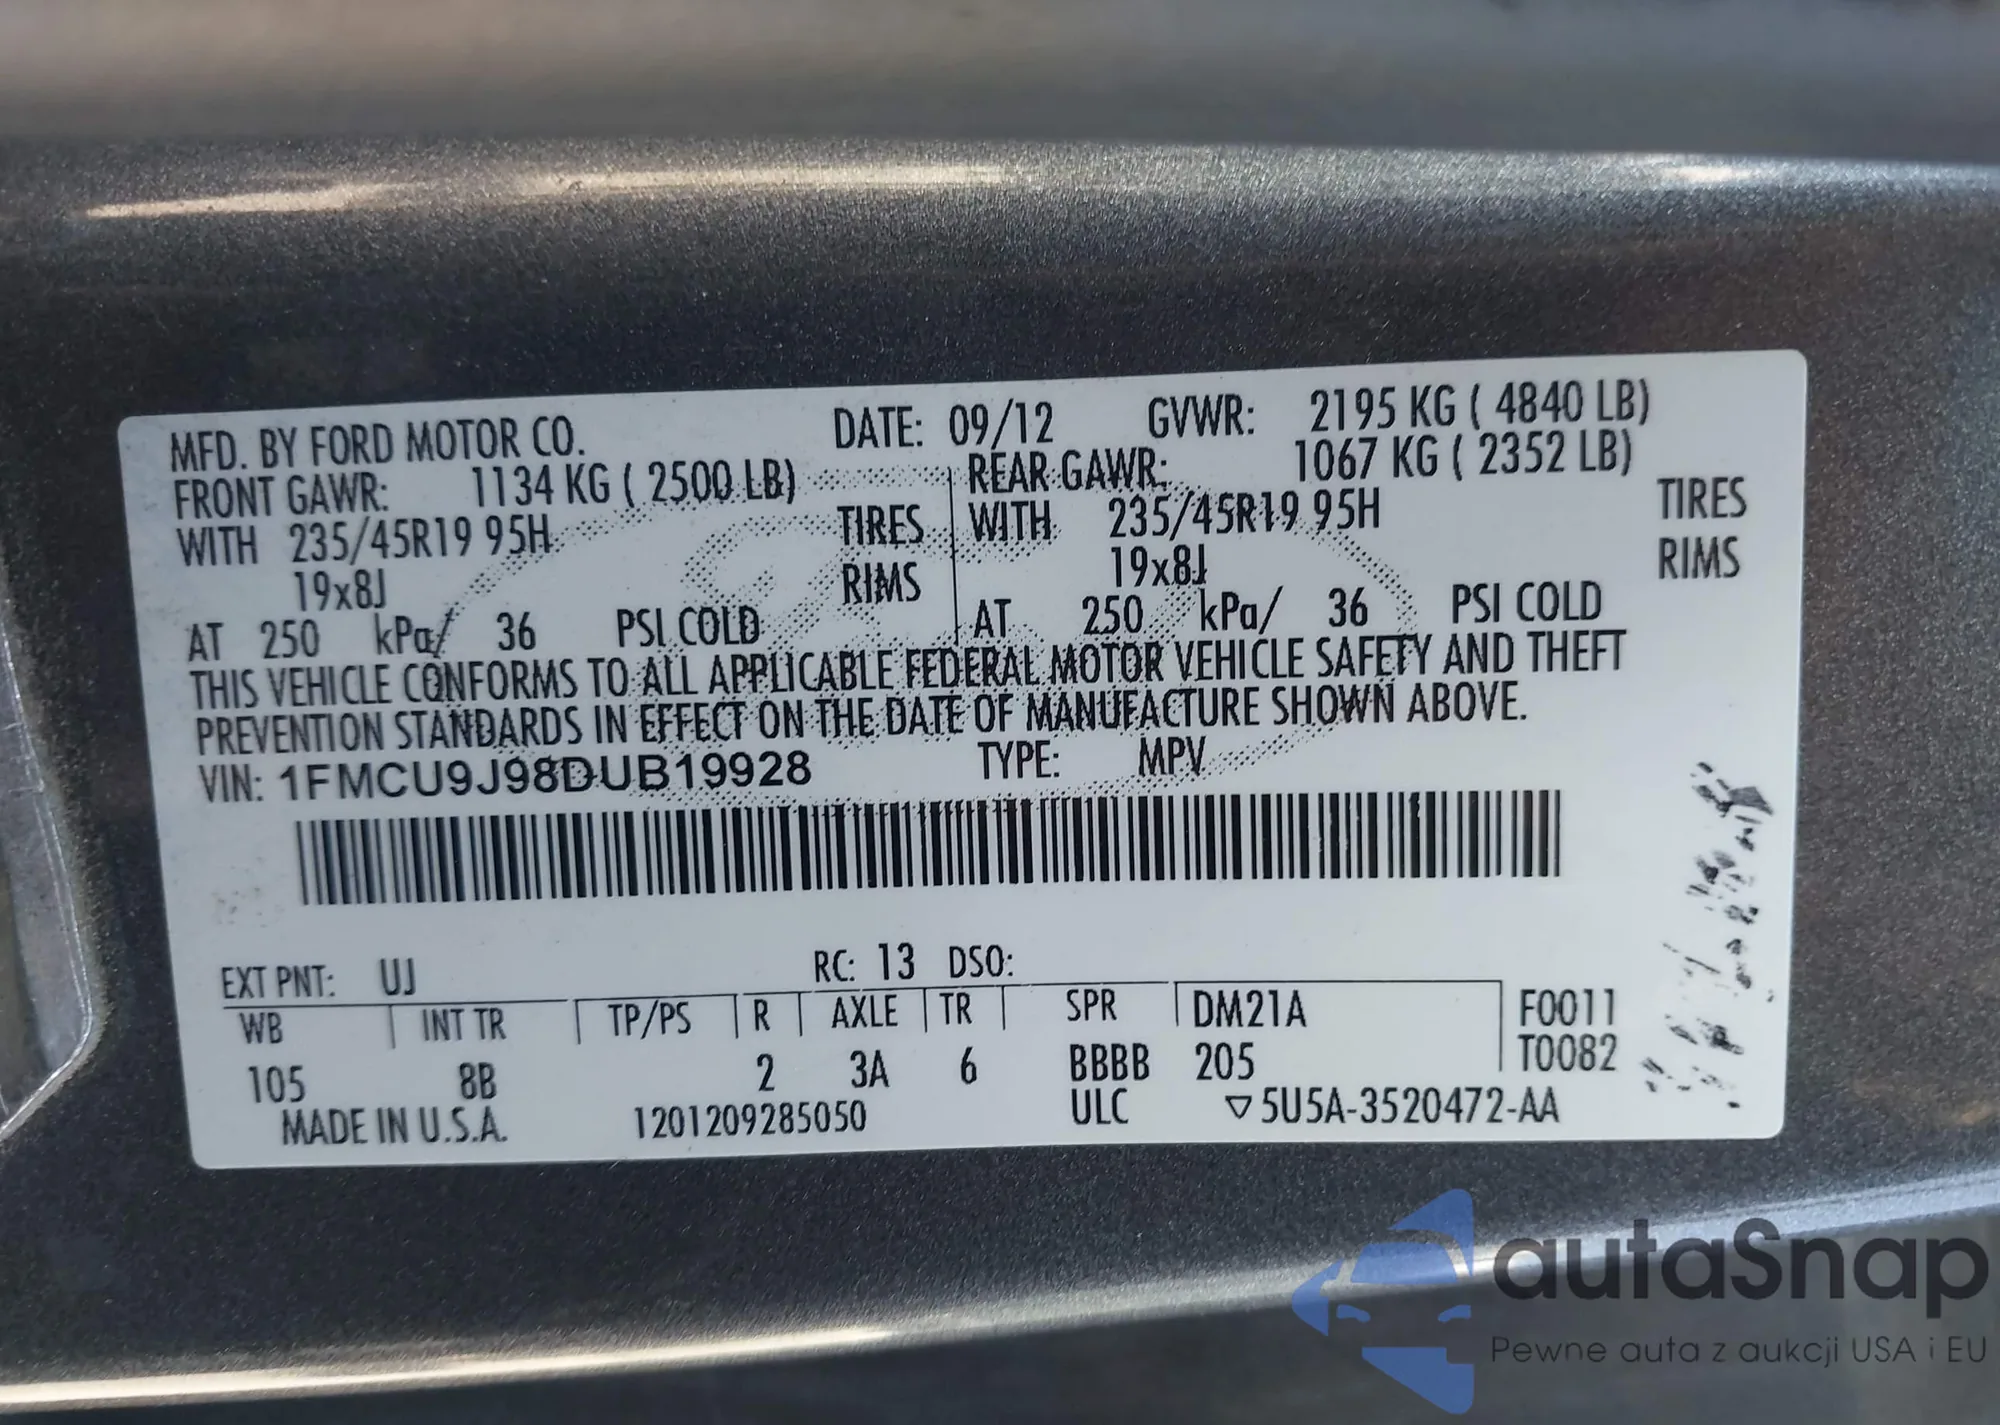 MFD. BY FORD MOTOR CO. DATE: 09/12 GVWR: 2195 KG ( 4840 LB)
FRONT GAWR: 1134 KG ( 2500 LB) REAR GAWR: 1067 KG ( 2352 LB)
WITH 235/45R19 95H TIRES WITH 235/45R19 95H TIRES
19x8J RIMS 19x8J RIMS
AT 250 kPa/ 36 PSI COLD AT 250 kPa/ 36 PSI COLD
THIS VEHICLE CONFORMS TO ALL APPLICABLE FEDERAL MOTOR VEHICLE SAFETY AND THEFT
PREVENTION STANDARDS IN EFFECT ON THE DATE OF MANUFACTURE SHOWN ABOVE.
VIN: 1FMCU9J98DUB19928 TYPE: MPV
EXT PNT: UJ RC: 13 DSO:
WB INT TR TP/PS R AXLE TR SPR DM21A F0011
105 8B 2 3A 6 BBBB 205 T0082
MADE IN U.S.A. 1201209285050 ULC ▽5U5A-3520472-AA
autaSnap
Pewne auta z aukcji USA i EU